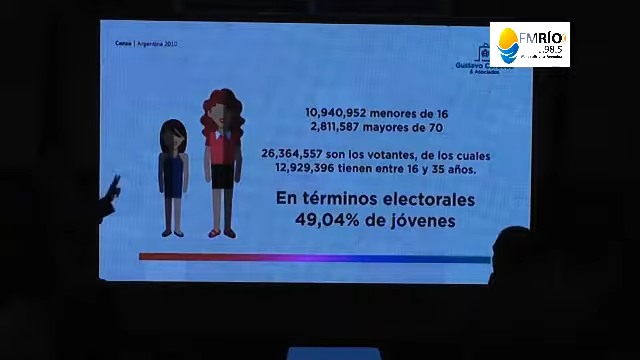 Censo | Argentina 2010
FMRÍO
98.5
Gustavo
& Asociados
10,940,952 menores de 16
2,811,587 mayores de 70
26,364,557 son los votantes, de los cuales
12,929,396 tienen entre 16 y 35 años.
En términos electorales
49,04% de jóvenes